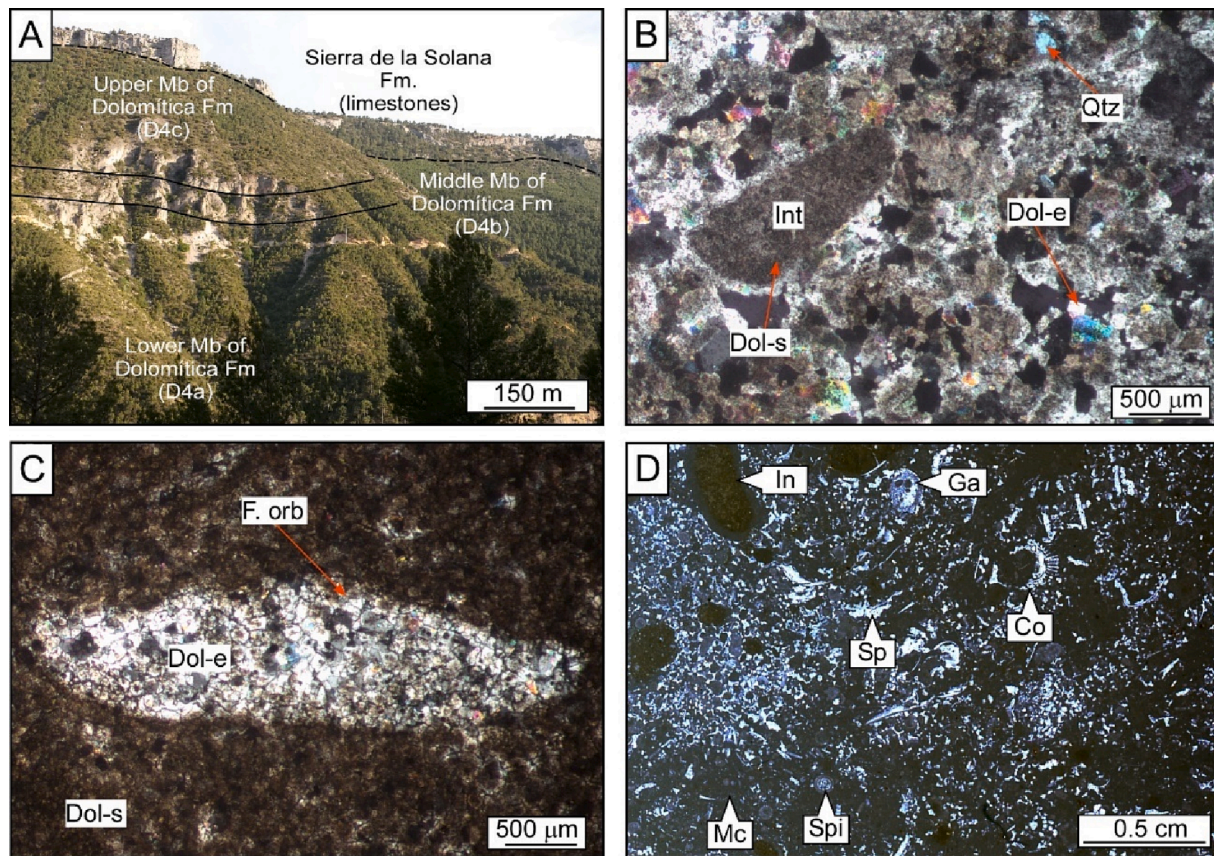 A
Upper Mb of
Dolomítica Fm
(D4c)
Sierra de la Solana
Fm.
(limestones)
Middle Mb of
Dolomítica Fm
(D4b)
Lower Mb of
Dolomítica Fm
(D4a)
150 m
B
Qtz
Int
Dol-e
Dol-s
500 μm
C
F. orb
Dol-e
Dol-s
500 μm
D
In
Ga
Co
Sp
Mc
Spi
0.5 cm